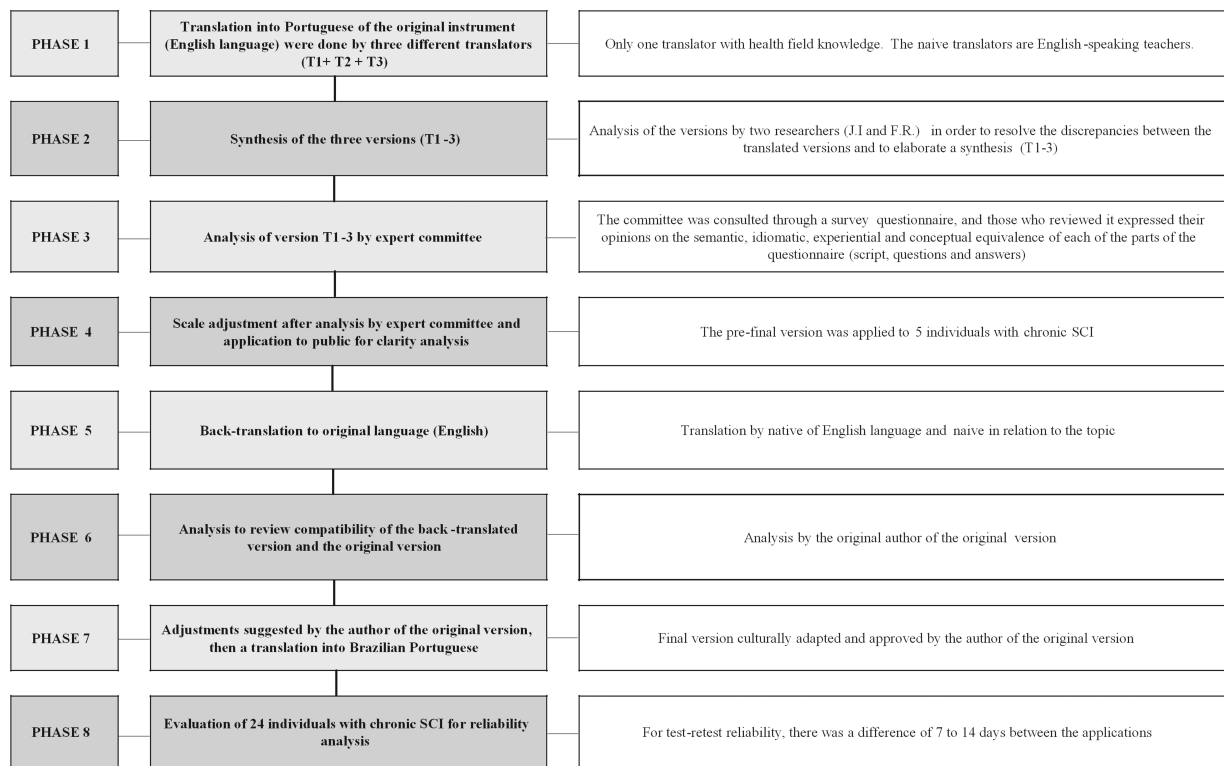 PHASE 1
Translation into Portuguese of the original instrument
(English language) were done by three different translators
(T1+ T2 + T3)
Only one translator with health field knowledge. The naive translators are English-speaking teachers.
PHASE 2
Synthesis of the three versions (T1-3)
Analysis of the versions by two researchers (J.I and F.R.) in order to resolve the discrepancies between the
translated versions and to elaborate a synthesis (T1-3)
PHASE 3
Analysis of version T1-3 by expert committee
The committee was consulted through a survey questionnaire, and those who reviewed it expressed their
opinions on the semantic, idiomatic, experiential and conceptual equivalence of each of the parts of the
questionnaire (script, questions and answers)
PHASE 4
Scale adjustment after analysis by expert committee and
application to public for clarity analysis
The pre-final version was applied to 5 individuals with chronic SCI
PHASE 5
Back-translation to original language (English)
Translation by native of English language and naive in relation to the topic
PHASE 6
Analysis to review compatibility of the back-translated
version and the original version
Analysis by the original author of the original version
PHASE 7
Adjustments suggested by the author of the original version,
then a translation into Brazilian Portuguese
Final version culturally adapted and approved by the author of the original version
PHASE 8
Evaluation of 24 individuals with chronic SCI for reliability
analysis
For test-retest reliability, there was a difference of 7 to 14 days between the applications